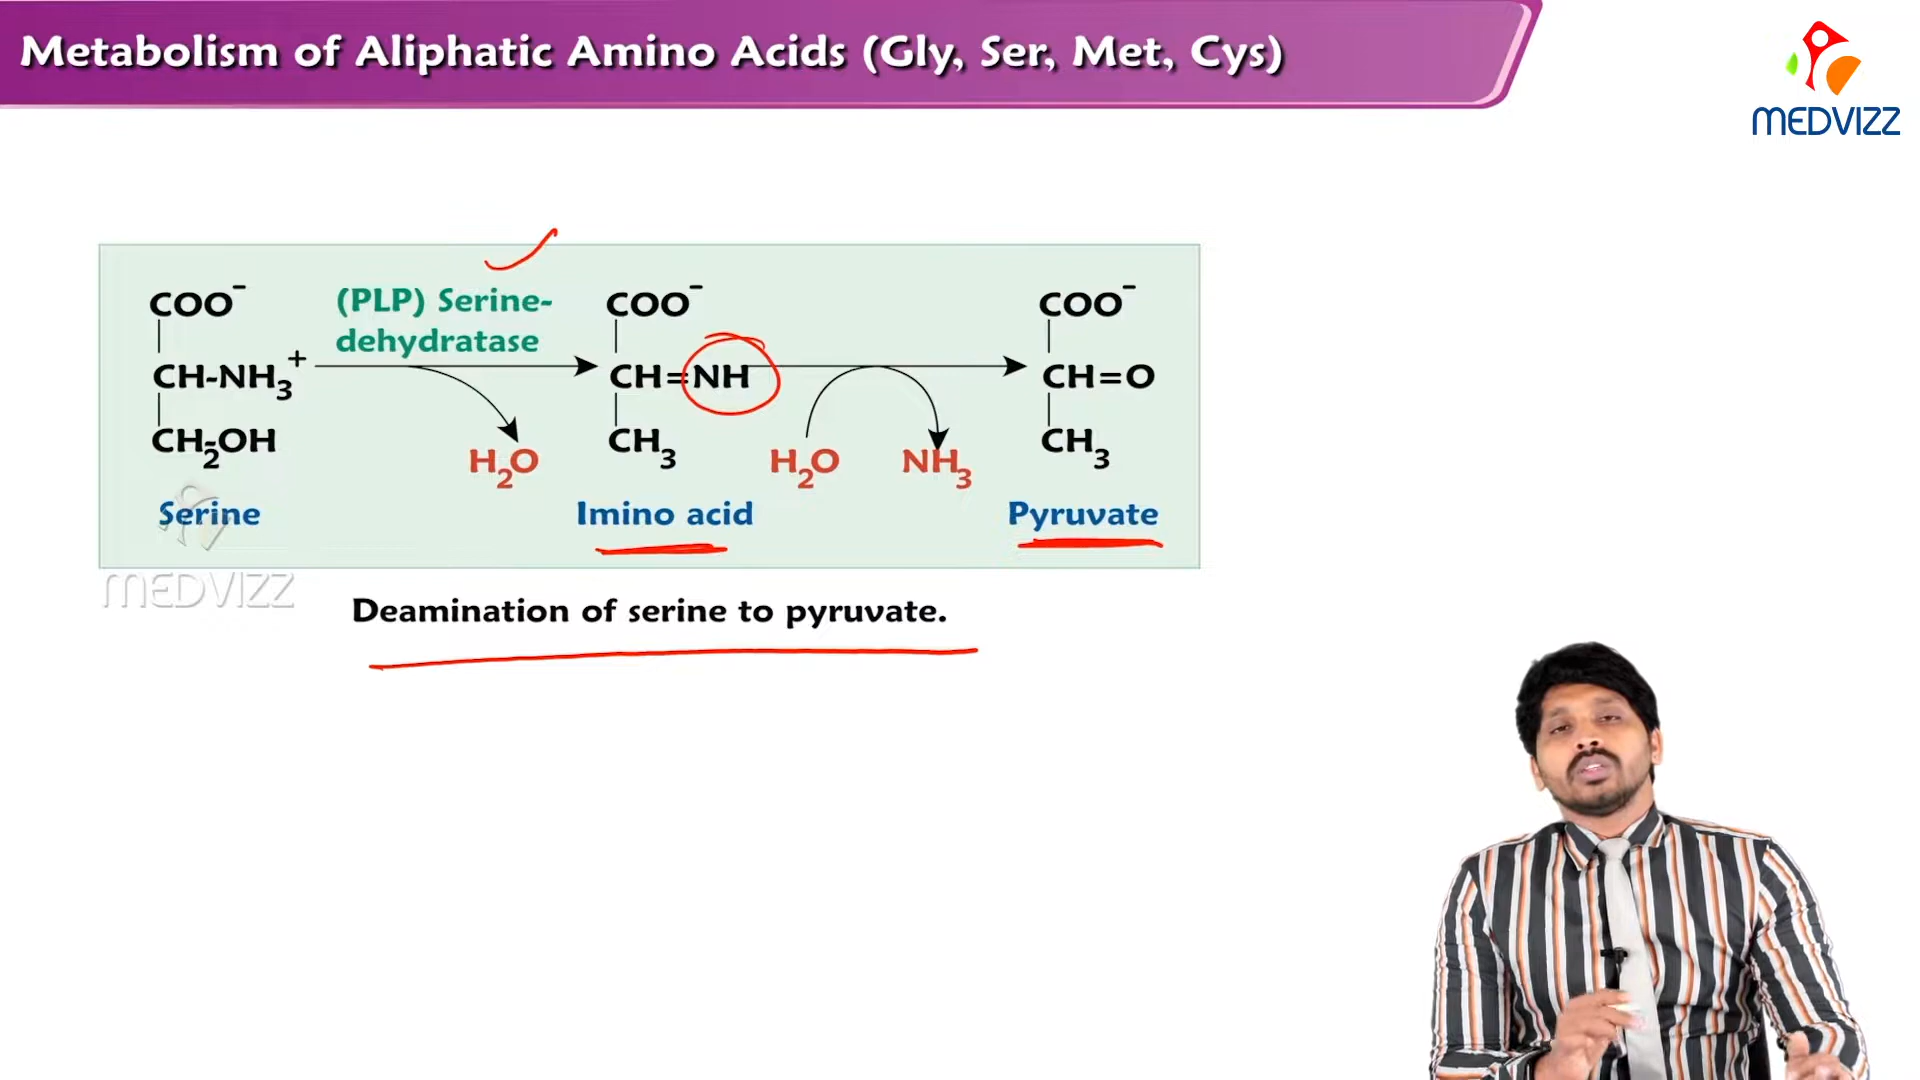 Metabolism of Aliphatic Amino Acids (Gly, Ser, Met, Cys)
MEDVIZZ
COO⁻ (PLP) Serine- COO⁻ COO⁻
dehydratase
CH-NH₃⁺ CH=NH CH=O
CH₂OH H₂O CH₃ H₂O NH₃ CH₃
Serine Imino acid Pyruvate
MEDVIZZ
Deamination of serine to pyruvate.